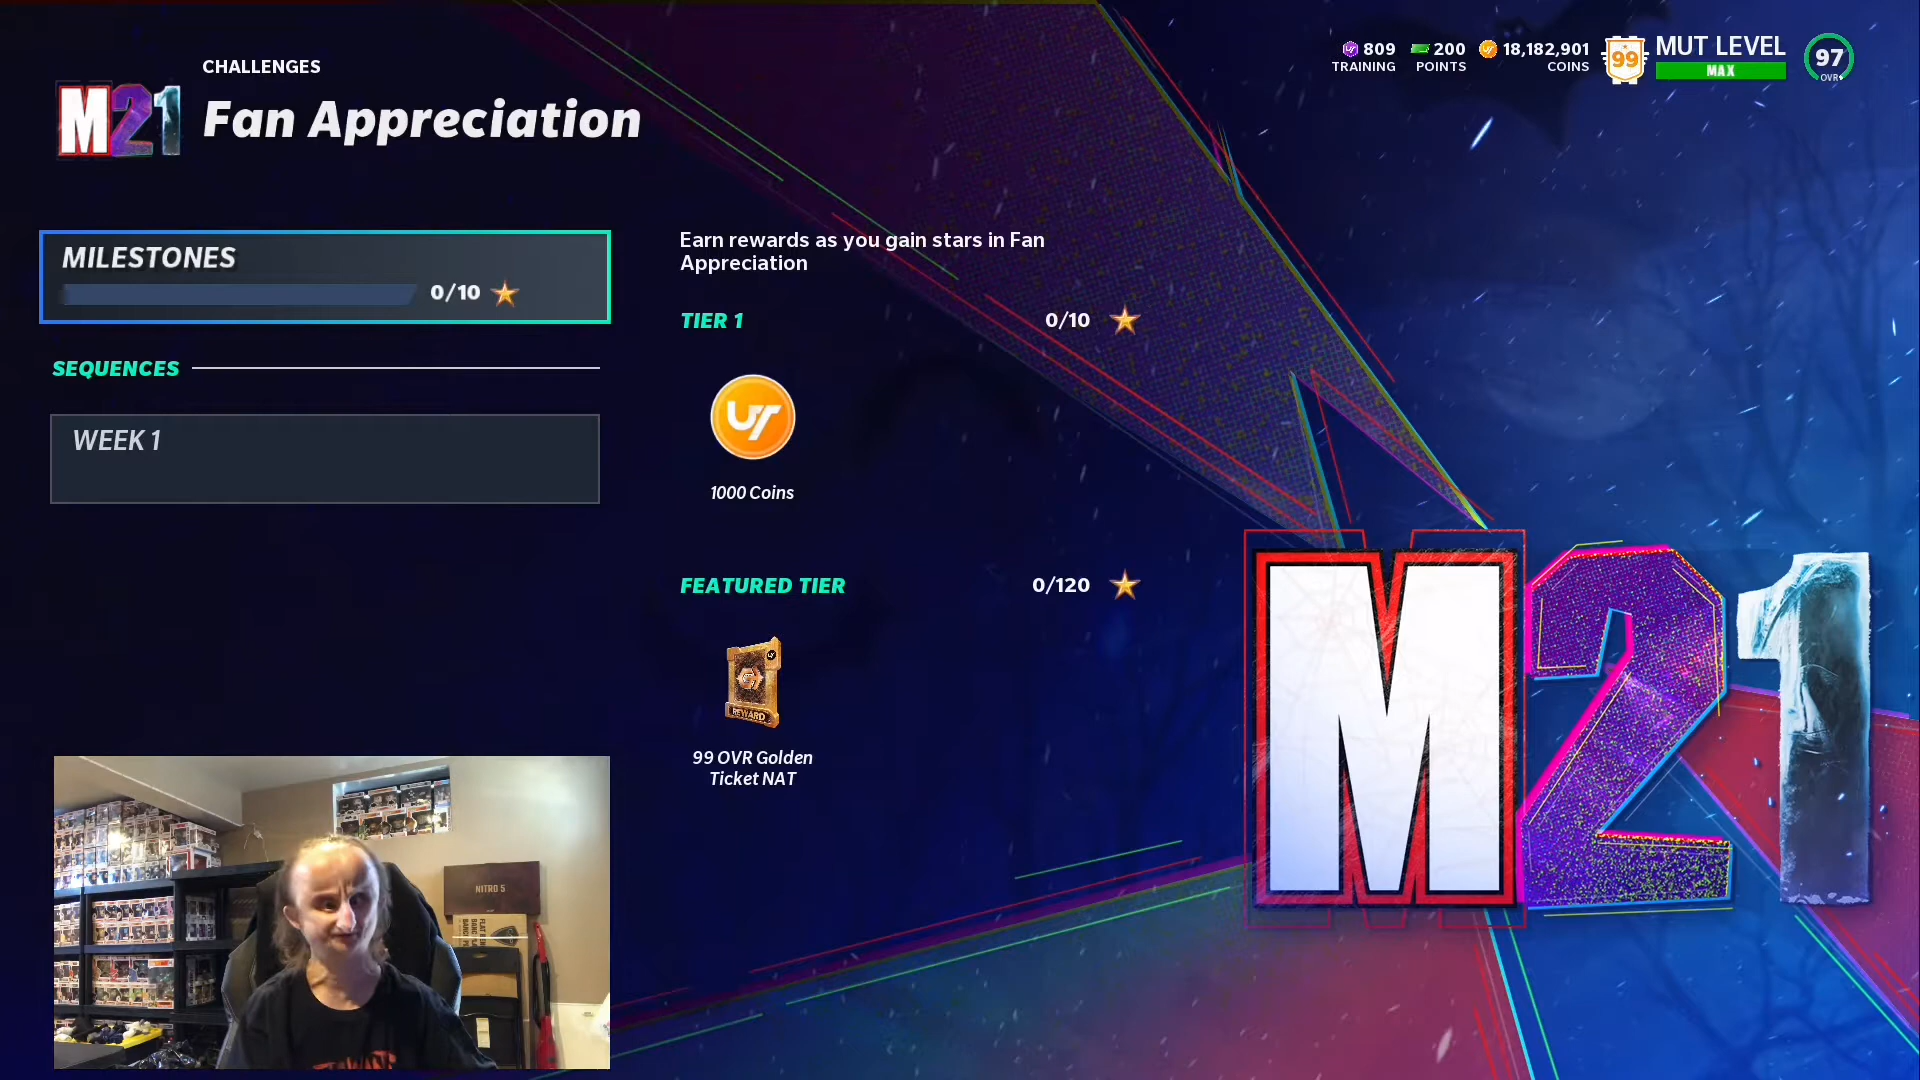 CHALLENGES
M21
Fan Appreciation
809
TRAINING
200
POINTS
18,182,901
COINS
99
MUT LEVEL
MAX
97
OVR
MILESTONES
0/10
SEQUENCES
WEEK 1
Earn rewards as you gain stars in Fan
Appreciation
TIER 1
0/10
UT
1000 Coins
FEATURED TIER
0/120
REWARD
99 OVR Golden
Ticket NAT
M21
NITRO 5